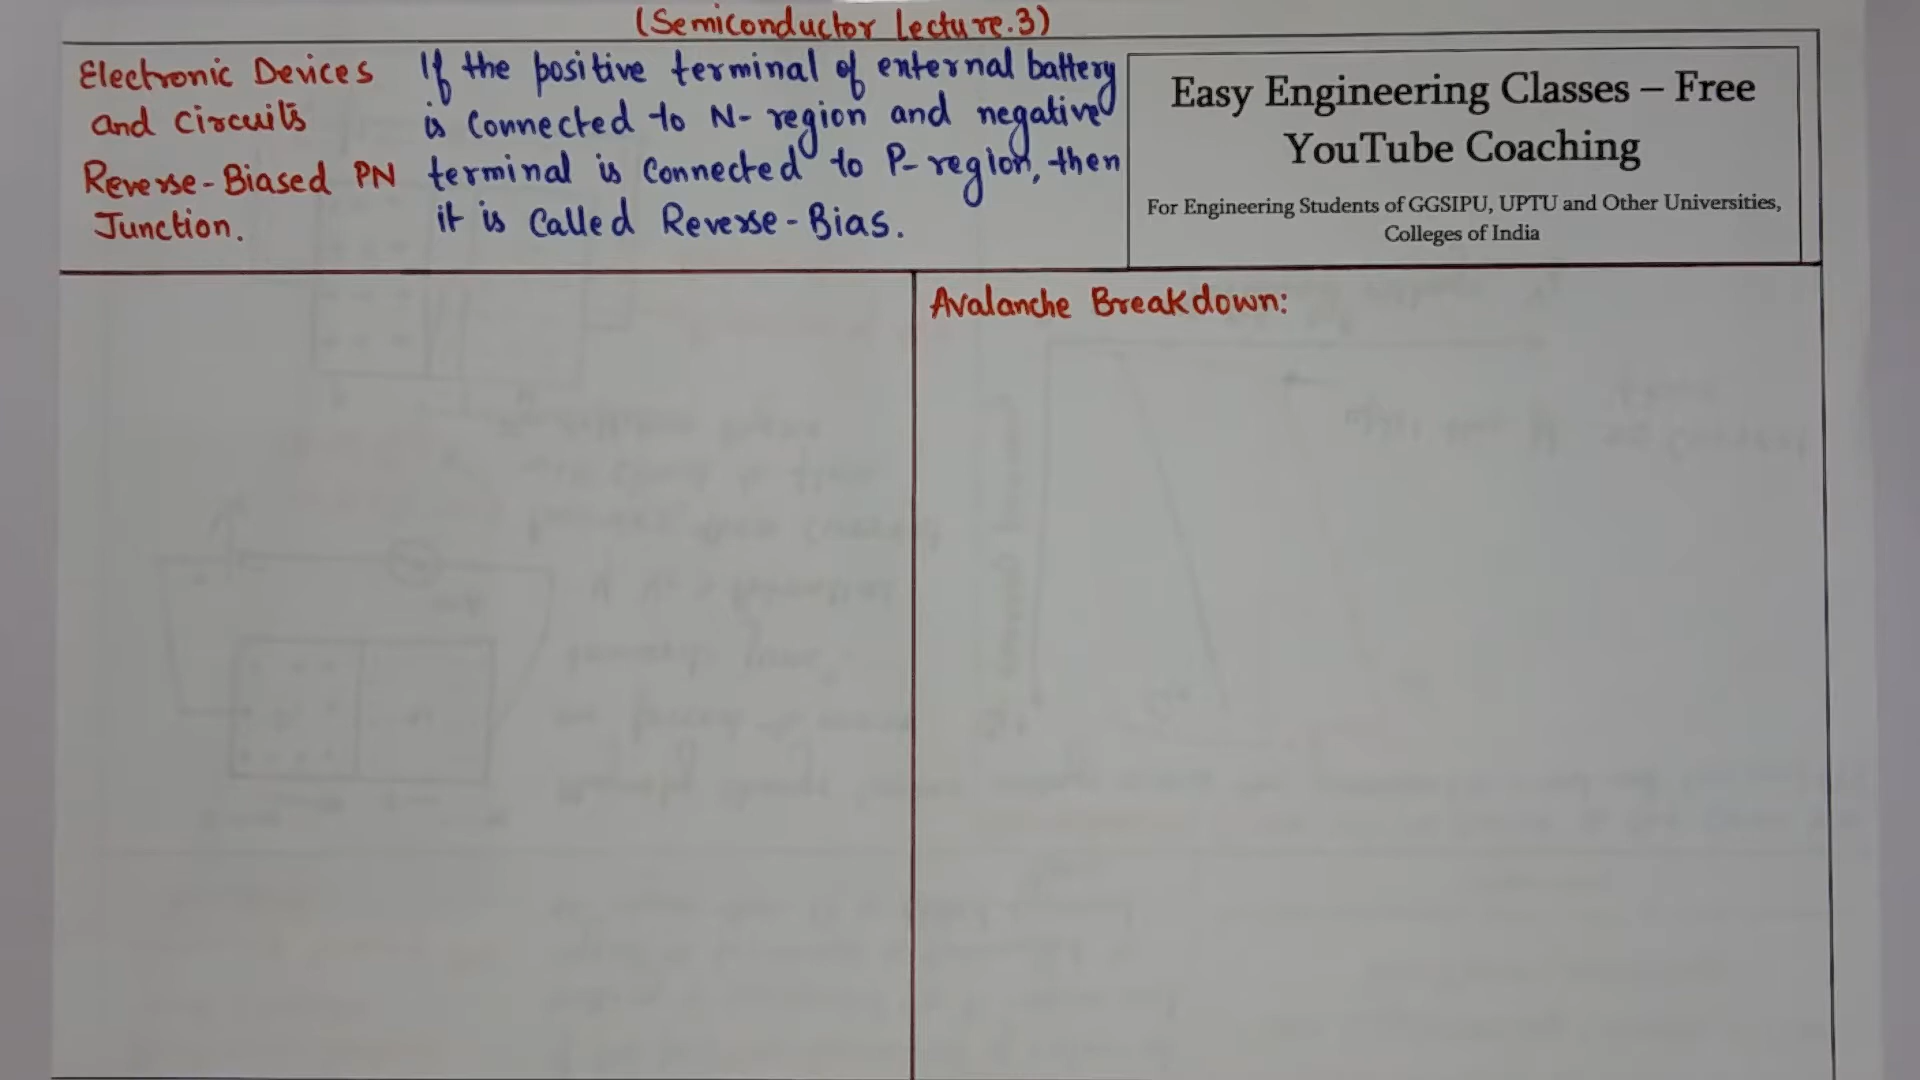 (Semiconductor Lecture.3)
Electronic Devices
and Circuits
Reverse-Biased PN
Junction.
If the positive terminal of enternal battery
is Connected to N- region and negative
terminal is Connected to P- region, then
it is Called Reverse-Bias.
Easy Engineering Classes – Free
YouTube Coaching
For Engineering Students of GGSIPU, UPTU and Other Universities,
Colleges of India
Avalanche Breakdown: